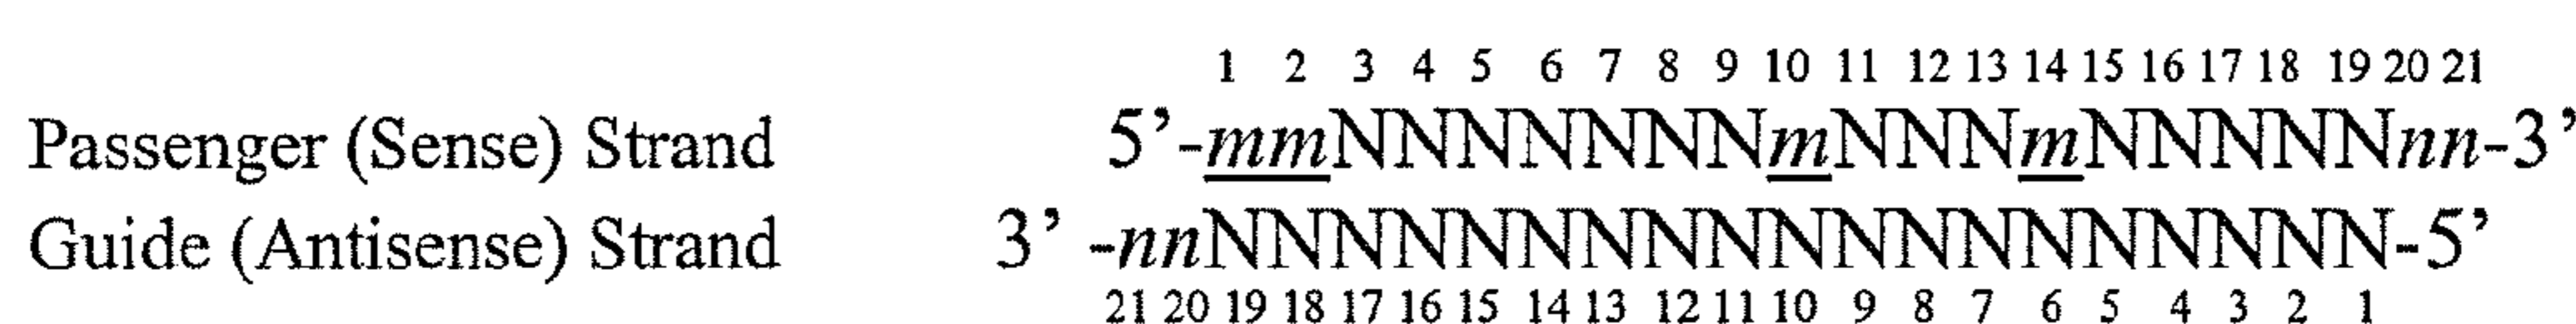 1 2 3 4 5 6 7 8 9 10 11 12 13 14 15 16 17 18 19 20 21
Passenger (Sense) Strand 5’-mmNNNNNNNmNNNmNNNNNnn-3’
Guide (Antisense) Strand 3’ -nnNNNNNNNNNNNNNNNNNNN-5’
21 20 19 18 17 16 15 14 13 12 11 10 9 8 7 6 5 4 3 2 1